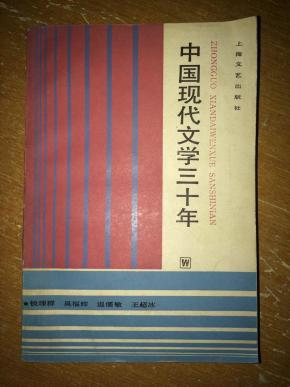 上海文艺出版社
ZHONGGUO XIANDAIWENXUE SANSHINIAN
中国现代文学三十年
W
钱理群 吴福辉 温儒敏 王超冰